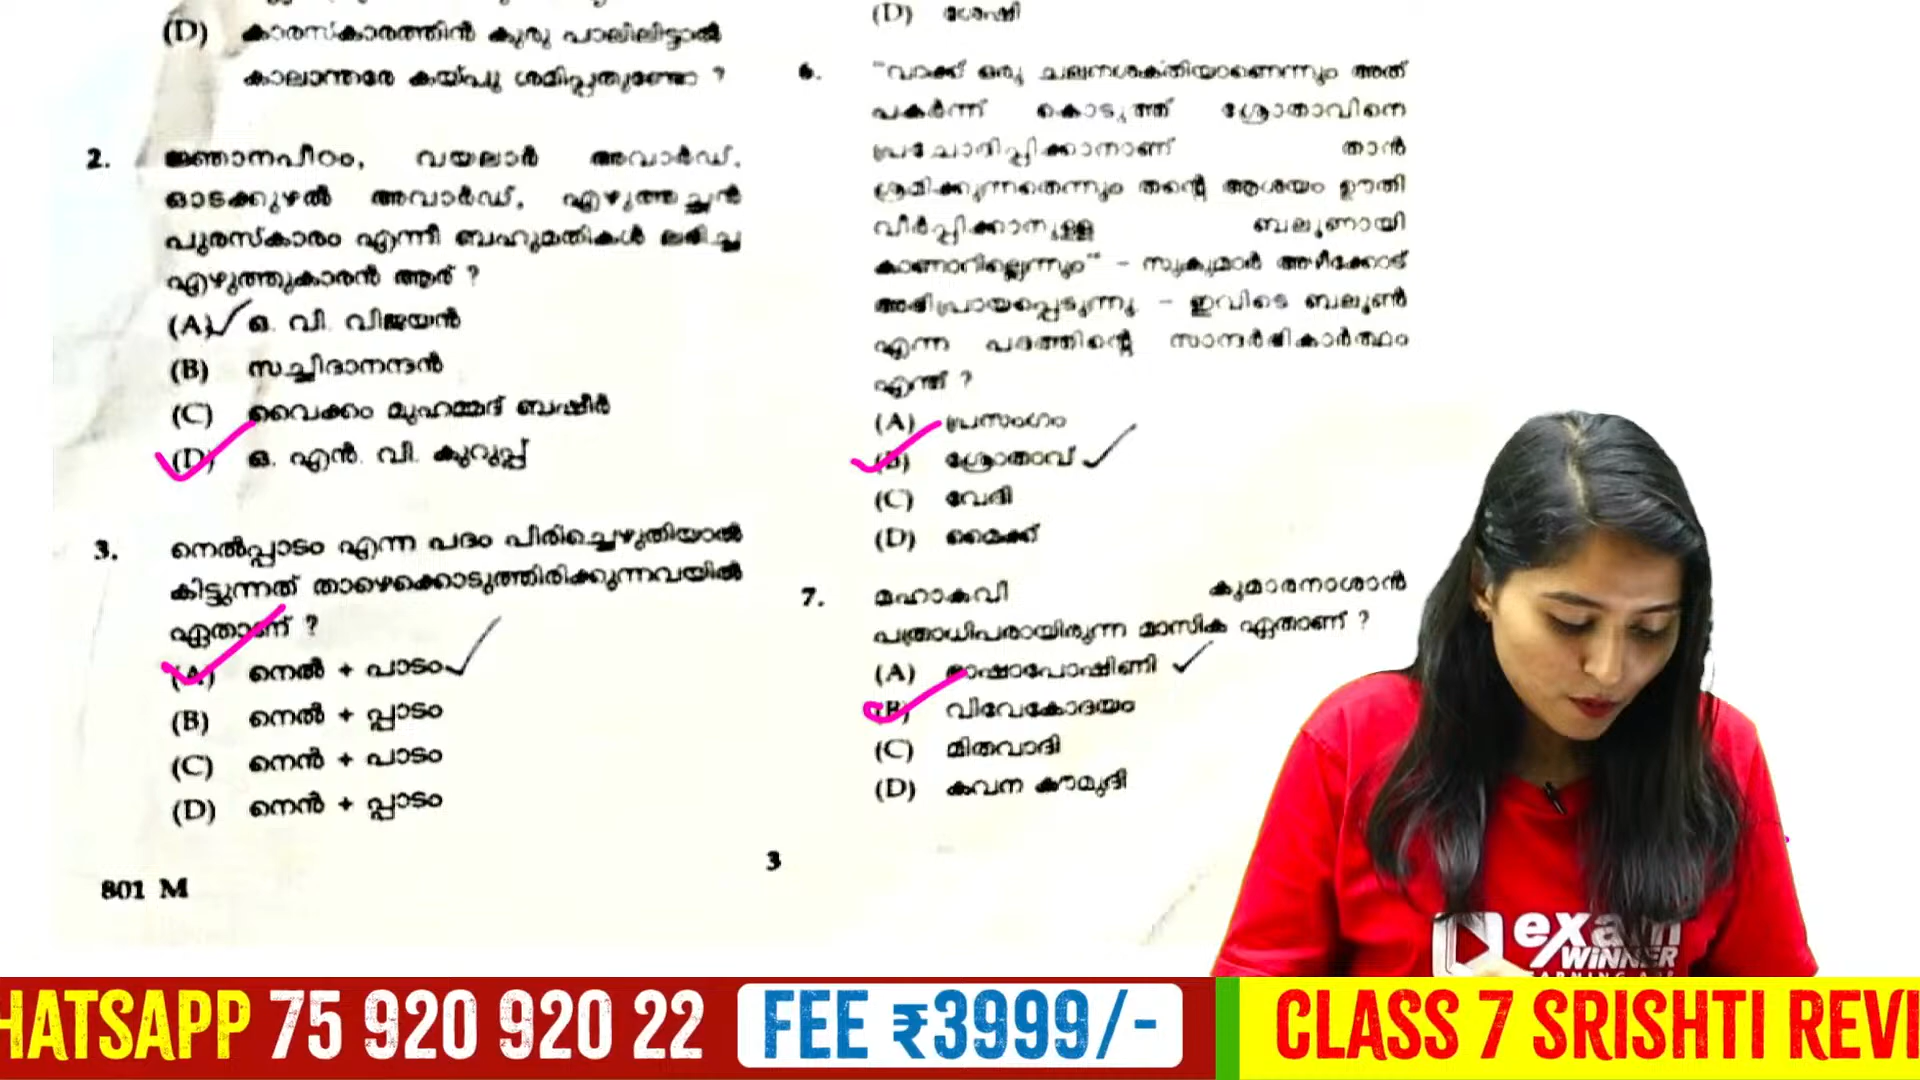 (D) കാരസ്കാരത്തിൻ കുരു പാലിലിട്ടാൽ
കാലാന്തരേ കയ്പു ശമിപ്പതുണ്ടോ ?
2. ജ്ഞാനപീഠം, വയലാർ അവാർഡ്,
ഓടക്കുഴൽ അവാർഡ്, എഴുത്തച്ഛൻ
പുരസ്കാരം എന്നീ ബഹുമതികൾ ലഭിച്ച
എഴുത്തുകാരൻ ആര് ?
(A) ഒ. വി. വിജയൻ
(B) സച്ചിദാനന്ദൻ
(C) വൈക്കം മുഹമ്മദ് ബഷീർ
(D) ഒ. എൻ. വി. കുറുപ്പ്
3. നെൽപ്പാടം എന്ന പദം പിരിച്ചെഴുതിയാൽ
കിട്ടുന്നത് താഴെക്കൊടുത്തിരിക്കുന്നവയിൽ
ഏതാണ് ?
(A) നെൽ + പാടം
(B) നെൽ + പ്പാടം
(C) നെൻ + പാടം
(D) നെൻ + പ്പാടം
801 M
3
(D) ശേഷി
6. "വാക്ക് ഒരു ചലനശക്തിയാണെന്നും അത്
പകർന്ന് കൊടുത്ത് ശ്രോതാവിനെ
പ്രചോദിപ്പിക്കാനാണ് താൻ
ശ്രമിക്കുന്നതെന്നും തന്റെ ആശയം ഊതി
വീർപ്പിക്കാനുള്ള ബലൂണായി
കാണാറില്ലെന്നും" – സുകുമാർ അഴീക്കോട്
അഭിപ്രായപ്പെടുന്നു. – ഇവിടെ ബലൂൺ
എന്ന പദത്തിന്റെ സാന്ദർഭികാർത്ഥം
എന്ത് ?
(A) പ്രസംഗം
(B) ശ്രോതാവ്
(C) വേദി
(D) മൈക്ക്
7. മഹാകവി കുമാരനാശാൻ
പത്രാധിപരായിരുന്ന മാസിക ഏതാണ് ?
(A) ഭാഷാപോഷിണി
(B) വിവേകോദയം
(C) മിതവാദി
(D) കവന കൗമുദി
exam
WINNER
LEARNING APP
HATSAPP 75 920 920 22 FEE ₹3999/- CLASS 7 SRISHTI REVI